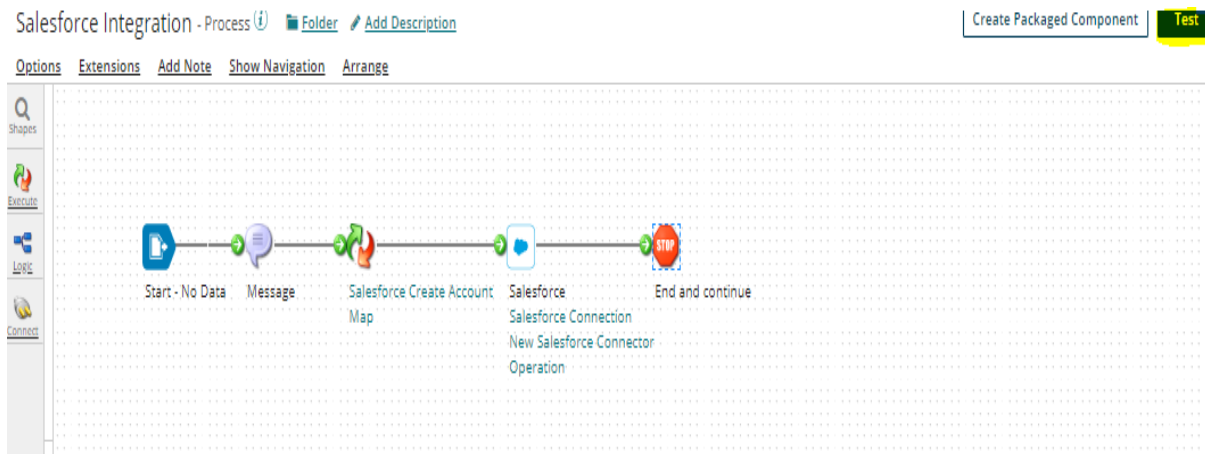 Salesforce Integration - Process i Folder Add Description
Create Packaged Component Test
Options Extensions Add Note Show Navigation Arrange
Shapes
Execute
Logic
Connect
Start - No Data Message Salesforce Create Account Salesforce End and continue
Map Salesforce Connection
New Salesforce Connector
Operation
STOP